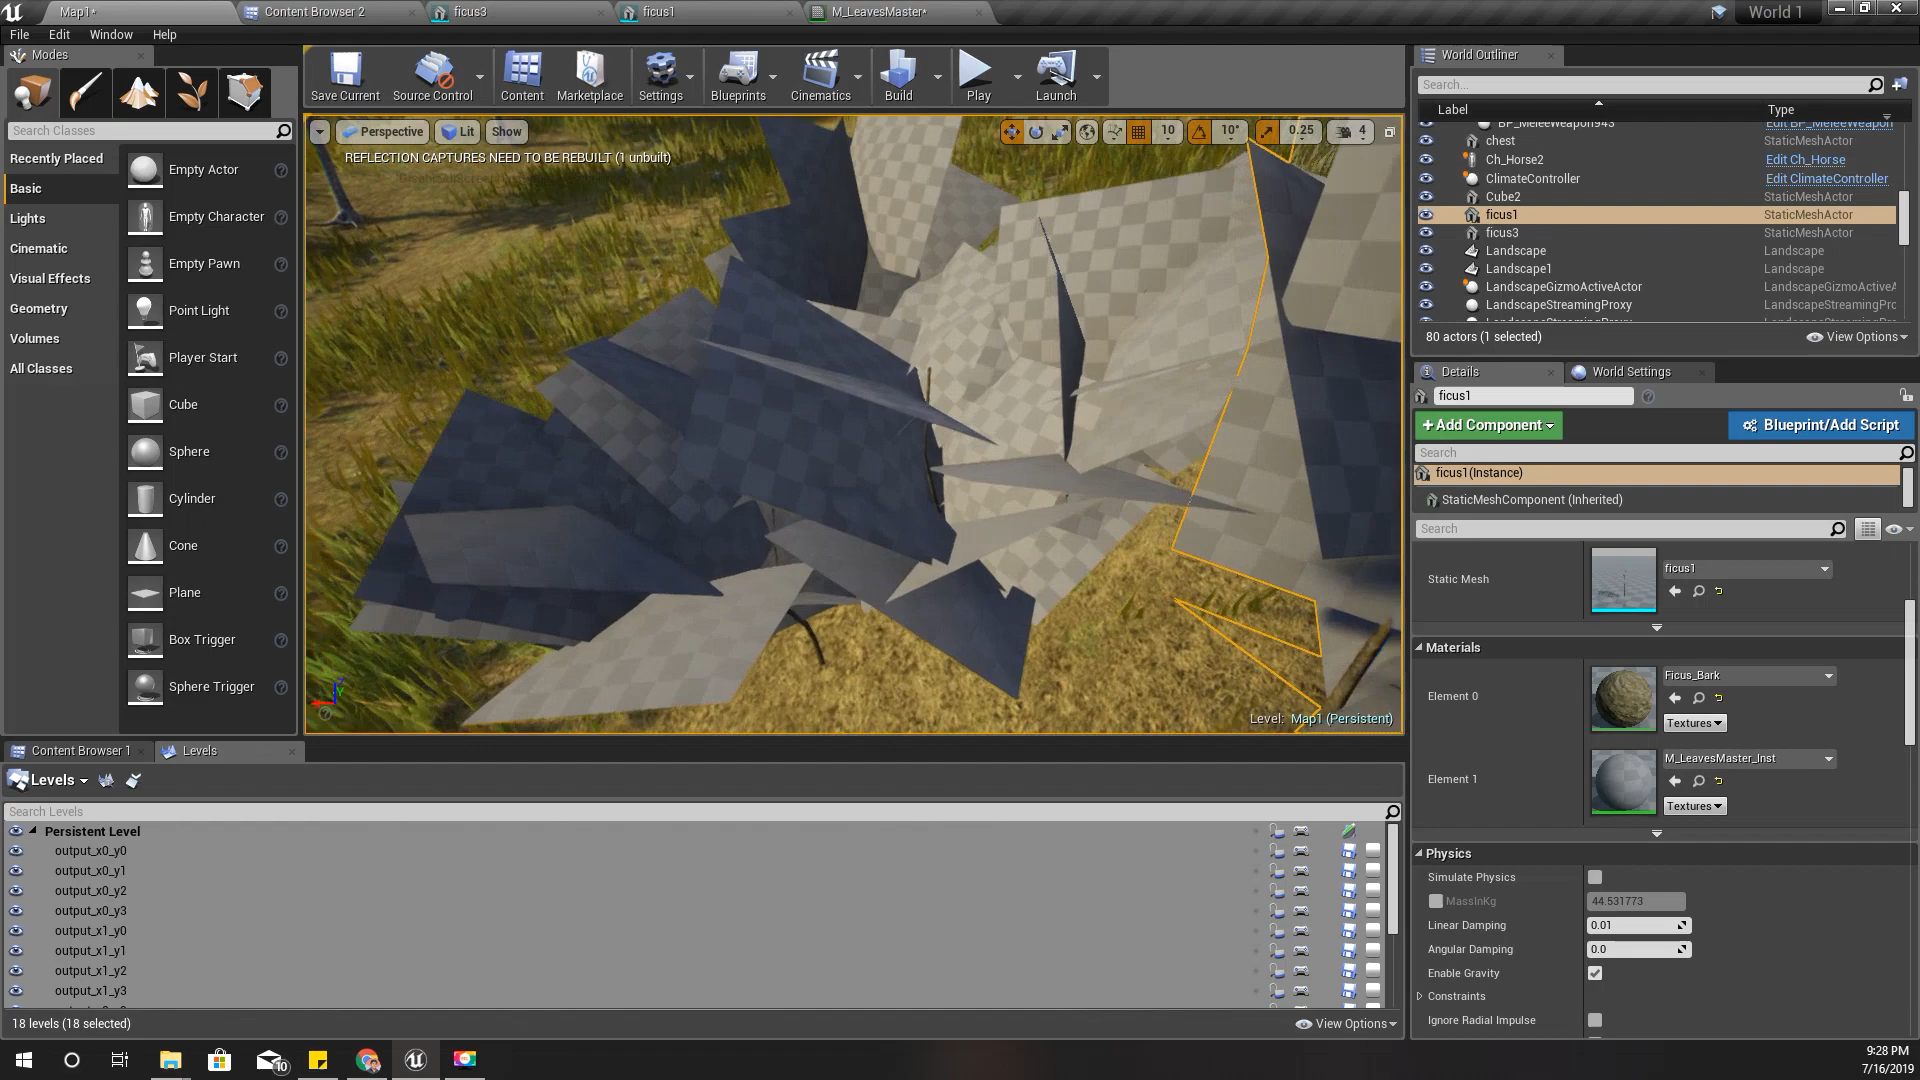 Map1*
Content Browser 2
ficus3
ficus1
M_LeavesMaster*
World 1
File
Edit
Window
Help
Modes
Search Classes
Recently Placed
Basic
Lights
Cinematic
Visual Effects
Geometry
Volumes
All Classes
Empty Actor
Empty Character
Empty Pawn
Point Light
Player Start
Cube
Sphere
Cylinder
Cone
Plane
Box Trigger
Sphere Trigger
Save Current
Source Control
Content
Marketplace
Settings
Blueprints
Cinematics
Build
Play
Launch
Perspective
Lit
Show
10
10°
0.25
4
REFLECTION CAPTURES NEED TO BE REBUILT (1 unbuilt)
Level: Map1 (Persistent)
World Outliner
Search...
Label Type
BP_MeleeWeapon943 Edit BP_MeleeWeapon
chest StaticMeshActor
Ch_Horse2 Edit Ch_Horse
ClimateController Edit ClimateController
Cube2 StaticMeshActor
ficus1 StaticMeshActor
ficus3 StaticMeshActor
Landscape Landscape
Landscape1 Landscape
LandscapeGizmoActiveActor LandscapeGizmoActiveA
LandscapeStreamingProxy LandscapeStreamingPro
80 actors (1 selected)
View Options
Details
World Settings
ficus1
+Add Component
Blueprint/Add Script
Search
ficus1(Instance)
StaticMeshComponent (Inherited)
Search
Static Mesh
ficus1
Materials
Element 0
Ficus_Bark
Textures
Element 1
M_LeavesMaster_Inst
Textures
Physics
Simulate Physics
MassInKg 44.531773
Linear Damping 0.01
Angular Damping 0.0
Enable Gravity
Constraints
Ignore Radial Impulse
Content Browser 1
Levels
Levels
Search Levels
Persistent Level
output_x0_y0
output_x0_y1
output_x0_y2
output_x0_y3
output_x1_y0
output_x1_y1
output_x1_y2
output_x1_y3
18 levels (18 selected)
View Options
10
9:28 PM
7/16/2019